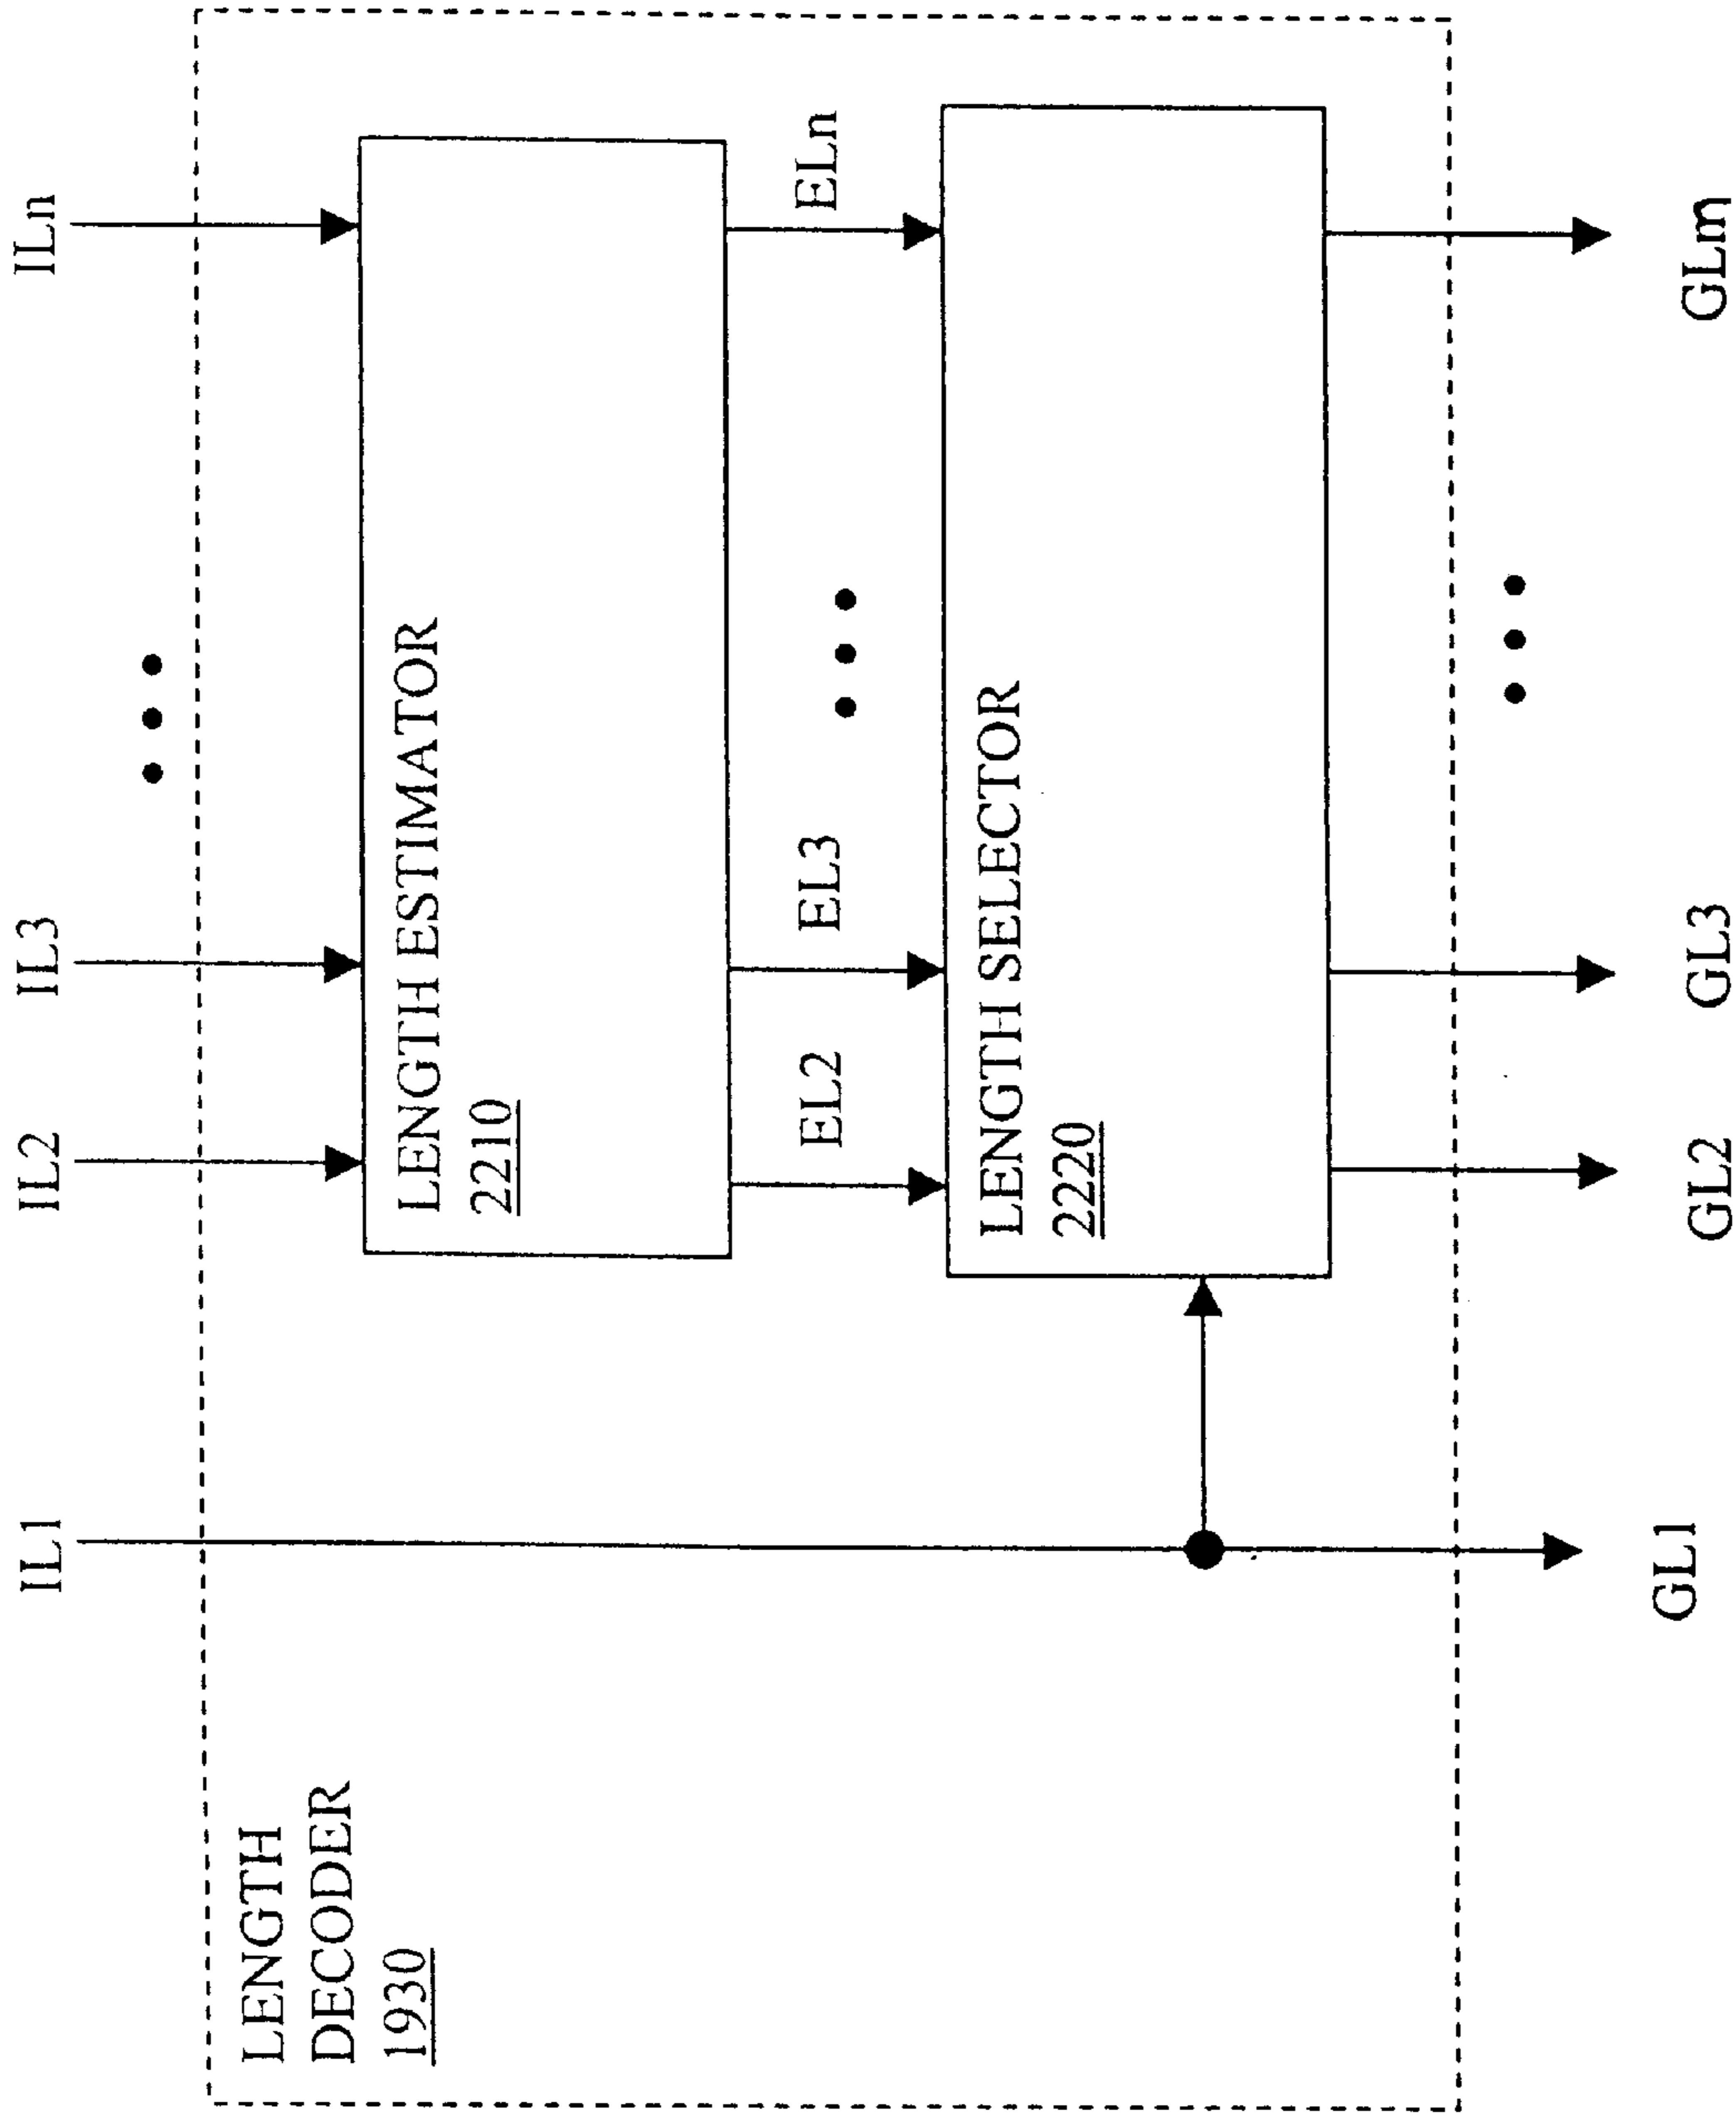 IL1
IL2
IL3
ILn
LENGTH
DECODER
1930
LENGTH ESTIMATOR
2210
EL2
EL3
ELn
LENGTH SELECTOR
2220
GL1
GL2
GL3
GLm